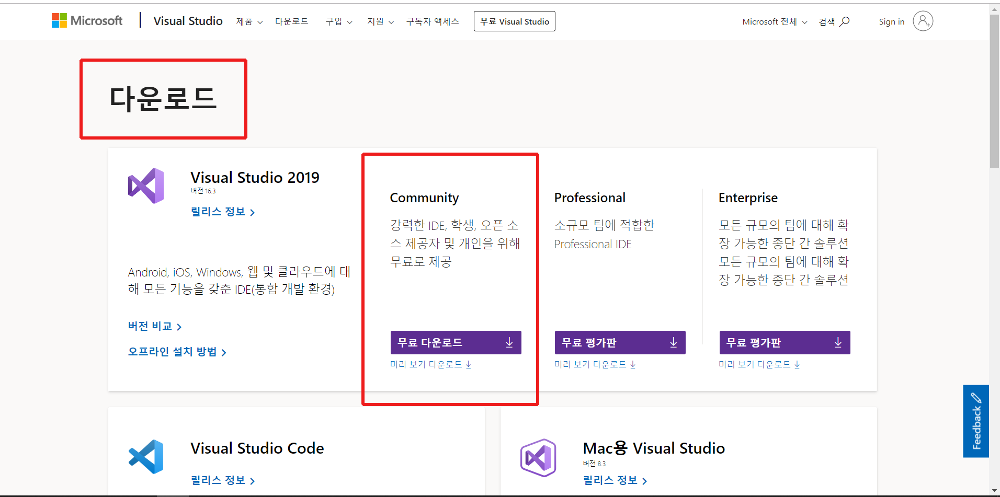 Microsoft
Visual Studio 제품 다운로드 구입 지원 구독자 액세스 무료 Visual Studio Microsoft 전체 검색 Sign in
다운로드
Visual Studio 2019
버전 16.3
릴리스 정보
Android, iOS, Windows, 웹 및 클라우드에 대
해 모든 기능을 갖춘 IDE(통합 개발 환경)
버전 비교
오프라인 설치 방법
Community
강력한 IDE, 학생, 오픈 소
스 제공자 및 개인을 위해
무료로 제공
무료 다운로드
미리 보기 다운로드
Professional
소규모 팀에 적합한
Professional IDE
무료 평가판
미리 보기 다운로드
Enterprise
모든 규모의 팀에 대해 확
장 가능한 종단 간 솔루션
모든 규모의 팀에 대해 확
장 가능한 종단 간 솔루션
무료 평가판
미리 보기 다운로드
Feedback
Visual Studio Code
릴리스 정보
Mac용 Visual Studio
버전 8.3
릴리스 정보